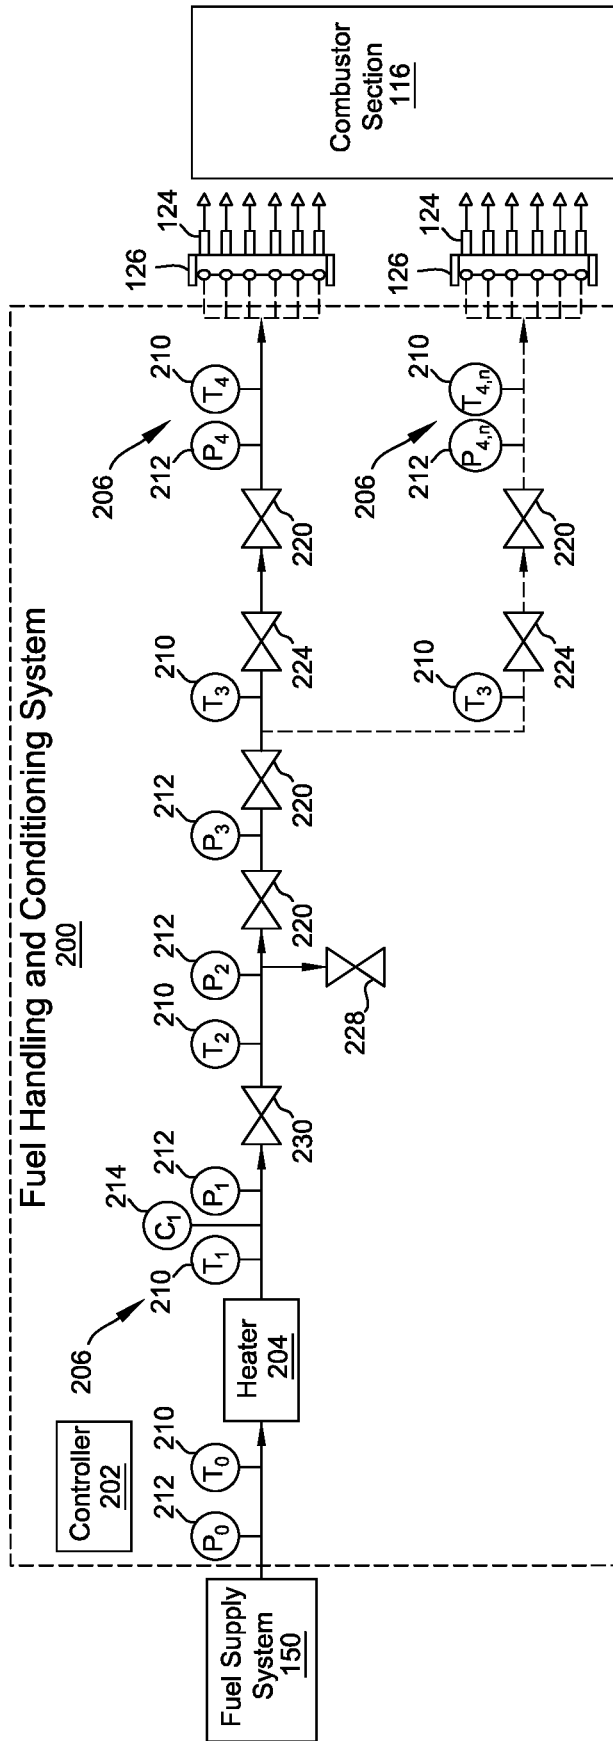 Fuel Handling and Conditioning System
200
Controller
202
Fuel Supply
System
150
212
P0
210
T0
Heater
204
206
210
T1
214
C1
212
P1
230
210
T2
212
P2
228
220
212
P3
220
210
T3
224
220
206
212
P4
210
T4
126
124
210
T3
224
220
206
212
P4,n
210
T4,n
126
124
Combustor
Section
116